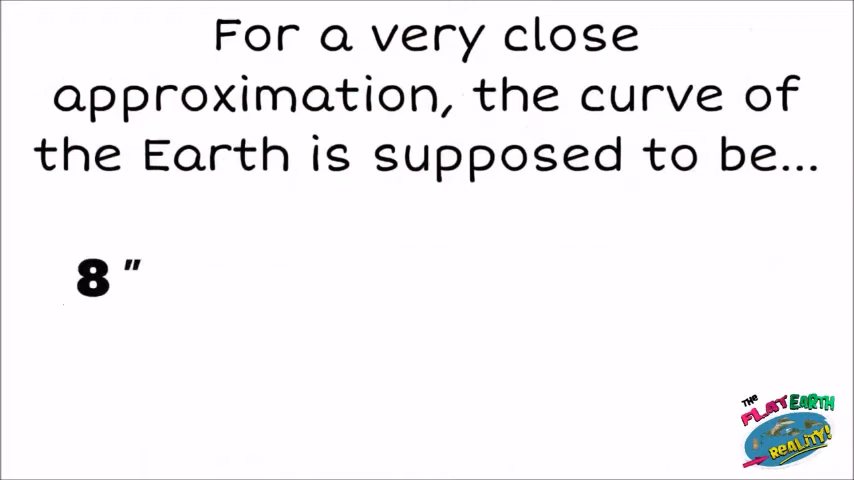 For a very close
approximation, the curve of
the Earth is supposed to be...
8 "
THE
FLAT EARTH
REALITY!